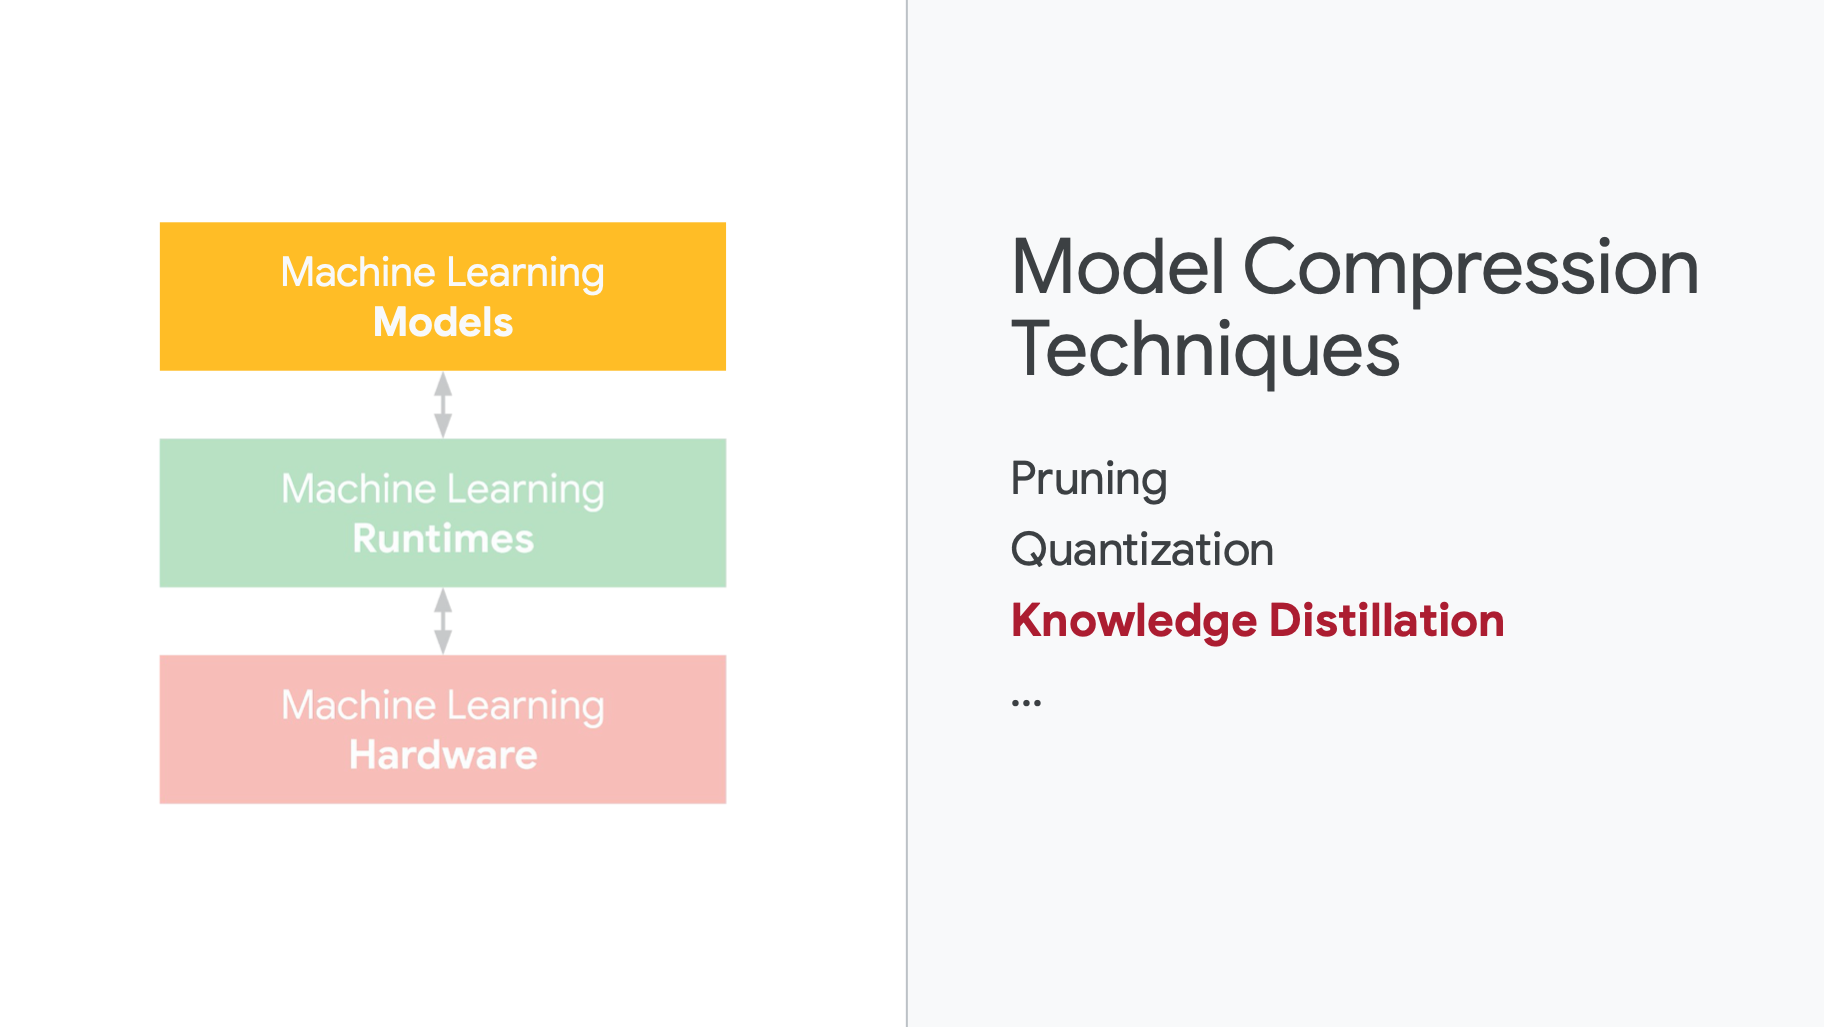 Machine Learning
Models
Machine Learning
Runtimes
Machine Learning
Hardware
Model Compression
Techniques
Pruning
Quantization
Knowledge Distillation
...